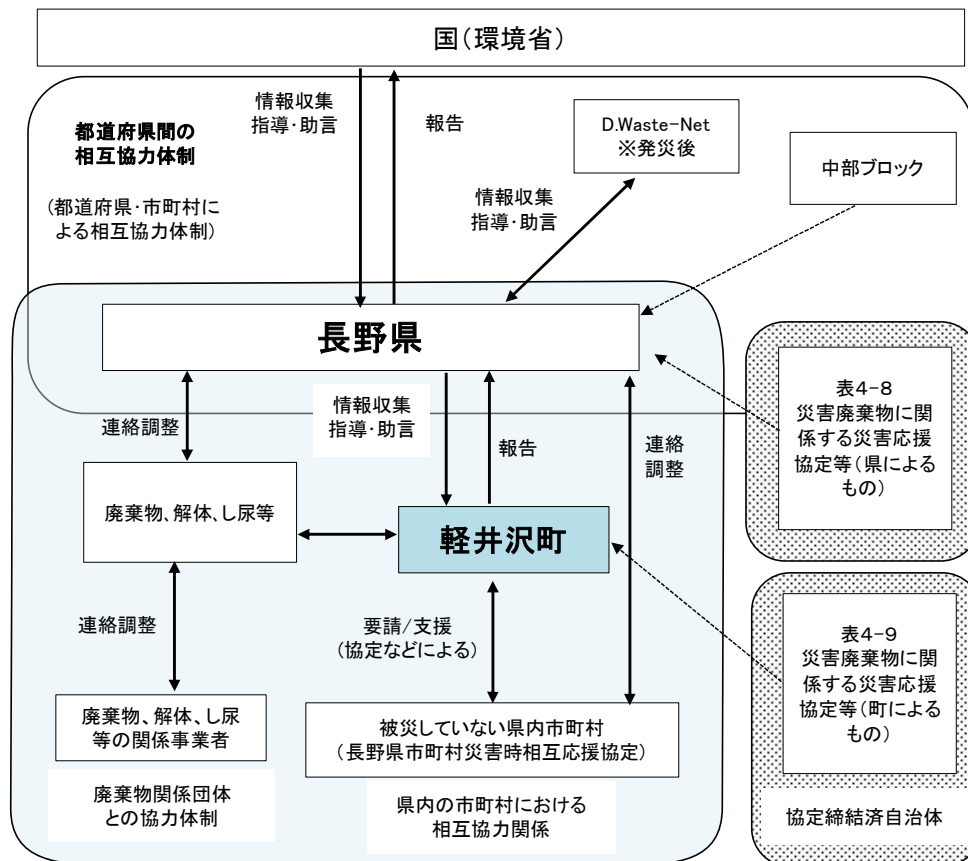 国(環境省)
都道府県間の
相互協力体制
(都道府県・市町村に
よる相互協力体制)
情報収集
指導・助言
報告
D.Waste-Net
※発災後
中部ブロック
情報収集
指導・助言
長野県
連絡調整
情報収集
指導・助言
報告
連絡
調整
表4-8
災害廃棄物に関
係する災害応援
協定等(県による
もの)
廃棄物、解体、し尿等
軽井沢町
連絡調整
要請/支援
(協定などによる)
表4-9
災害廃棄物に関
係する災害応援
協定等(町による
もの)
廃棄物、解体、し尿
等の関係事業者
被災していない県内市町村
(長野県市町村災害時相互応援協定)
廃棄物関係団体
との協力体制
県内の市町村における
相互協力関係
協定締結済自治体